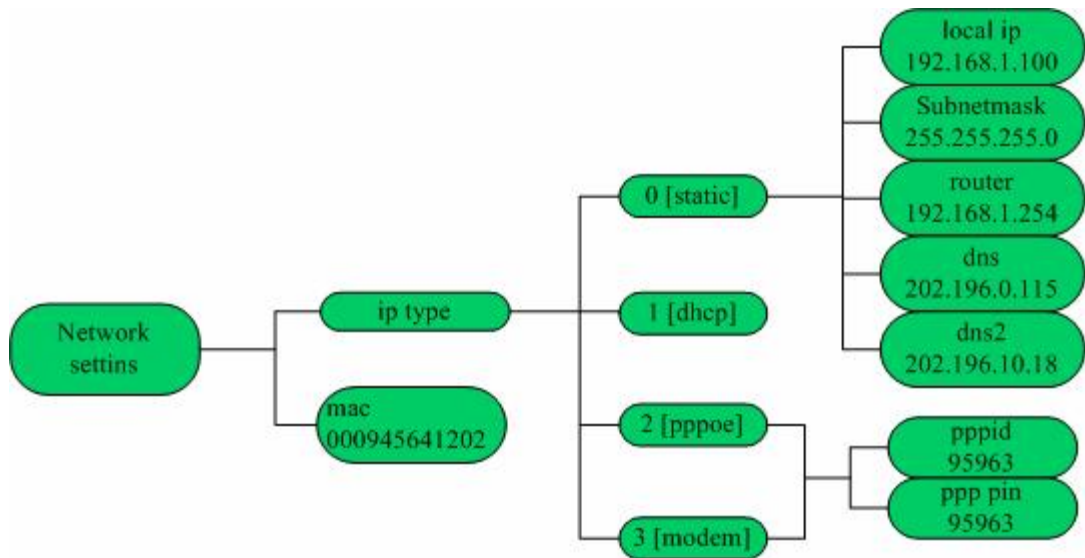 Network
settins
ip type
mac
000945641202
0 [static]
1 [dhcp]
2 [pppoe]
3 [modem]
local ip
192.168.1.100
Subnetmask
255.255.255.0
router
192.168.1.254
dns
202.196.0.115
dns2
202.196.10.18
pppid
95963
ppp pin
95963